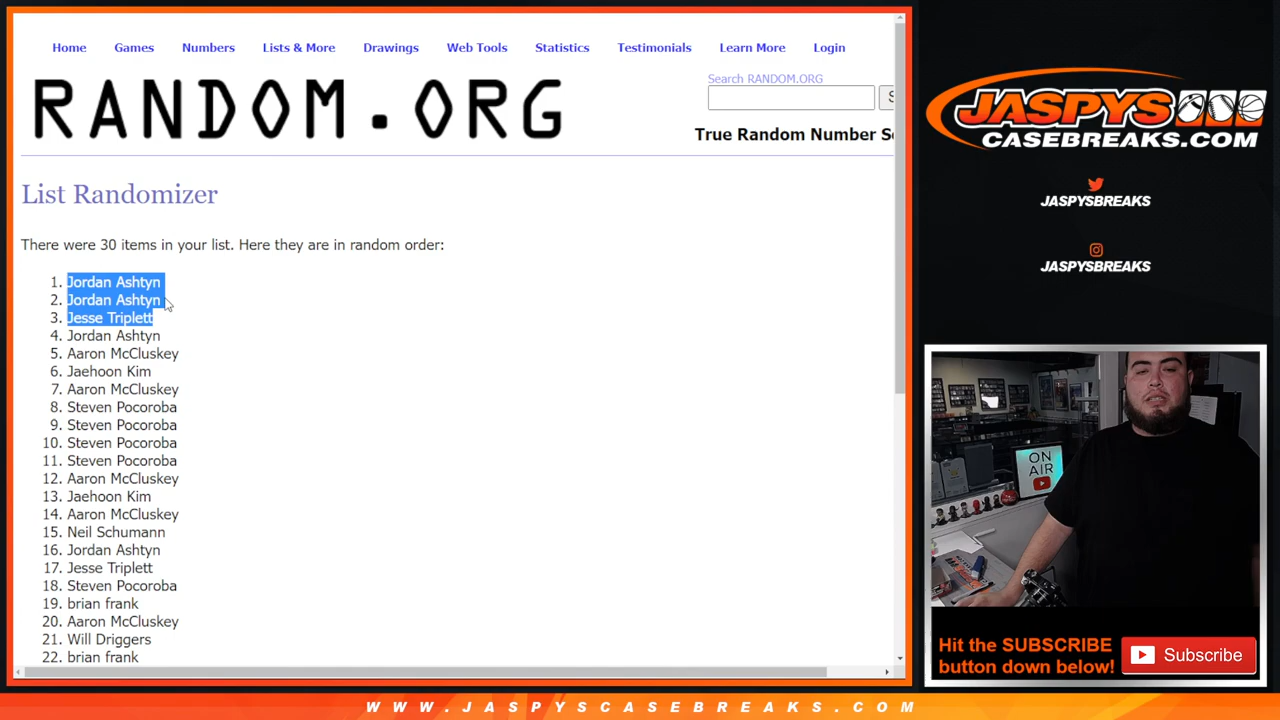 Home Games Numbers Lists & More Drawings Web Tools Statistics Testimonials Learn More Login
RANDOM.ORG
Search RANDOM.ORG
S
True Random Number S
List Randomizer
There were 30 items in your list. Here they are in random order:
1. Jordan Ashtyn
2. Jordan Ashtyn
3. Jesse Triplett
4. Jordan Ashtyn
5. Aaron McCluskey
6. Jaehoon Kim
7. Aaron McCluskey
8. Steven Pocoroba
9. Steven Pocoroba
10. Steven Pocoroba
11. Steven Pocoroba
12. Aaron McCluskey
13. Jaehoon Kim
14. Aaron McCluskey
15. Neil Schumann
16. Jordan Ashtyn
17. Jesse Triplett
18. Steven Pocoroba
19. brian frank
20. Aaron McCluskey
21. Will Driggers
22. brian frank
JASPYS
CASEBREAKS.COM
JASPYSBREAKS
JASPYSBREAKS
ON
AIR
Hit the SUBSCRIBE
button down below!
Subscribe
WWW.JASPYSCASEBREAKS.COM